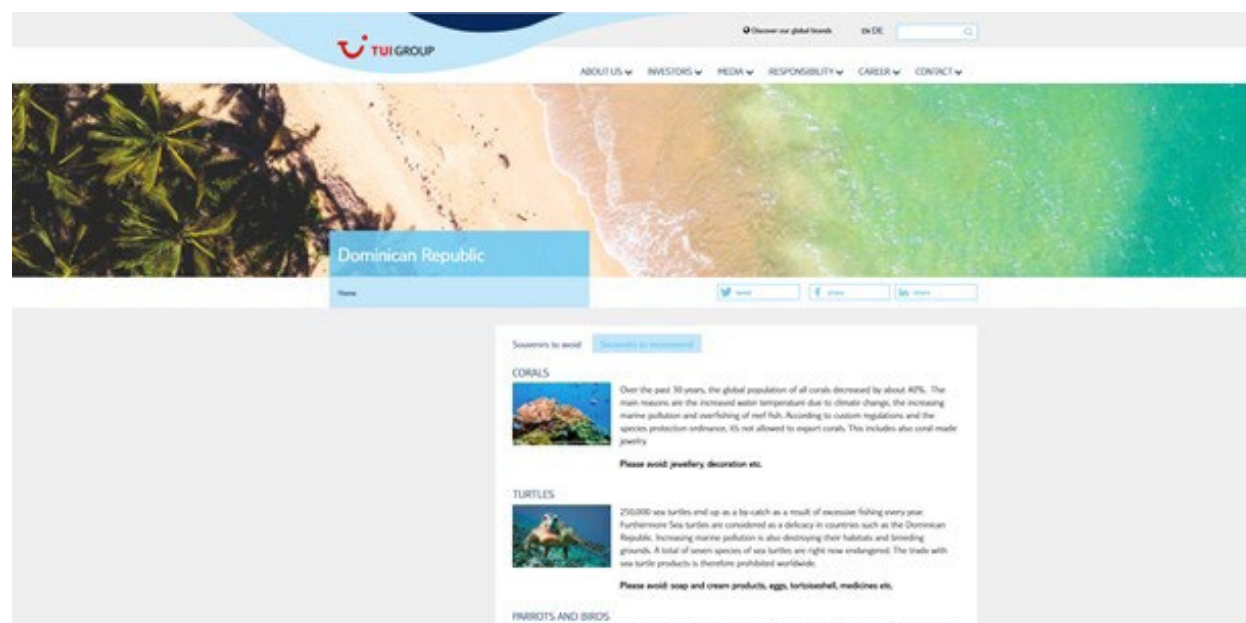 Discover our global brands
EN DE
TUI GROUP
ABOUT US
INVESTORS
MEDIA
RESPONSIBILITY
CAREER
CONTACT
Dominican Republic
Home
tweet
share
share
Souvenirs to avoid
Souvenirs to recommend
CORALS
Over the past 30 years, the global population of all corals decreased by about 40%. The
main reasons are the increased water temperature due to climate change, the increasing
marine pollution and overfishing of reef fish. According to custom regulations and the
species protection ordinance, it's not allowed to export corals. This includes also coral made
jewelry.
Please avoid: jewellery, decoration etc.
TURTLES
250,000 sea turtles end up as a by-catch as a result of excessive fishing every year.
Furthermore Sea turtles are considered as a delicacy in countries such as the Dominican
Republic. Increasing marine pollution is also destroying their habitats and breeding
grounds. A total of seven species of sea turtles are right now endangered. The trade with
sea turtle products is therefore prohibited worldwide.
Please avoid: soap and cream products, eggs, tortoiseshell, medicines etc.
PARROTS AND BIRDS